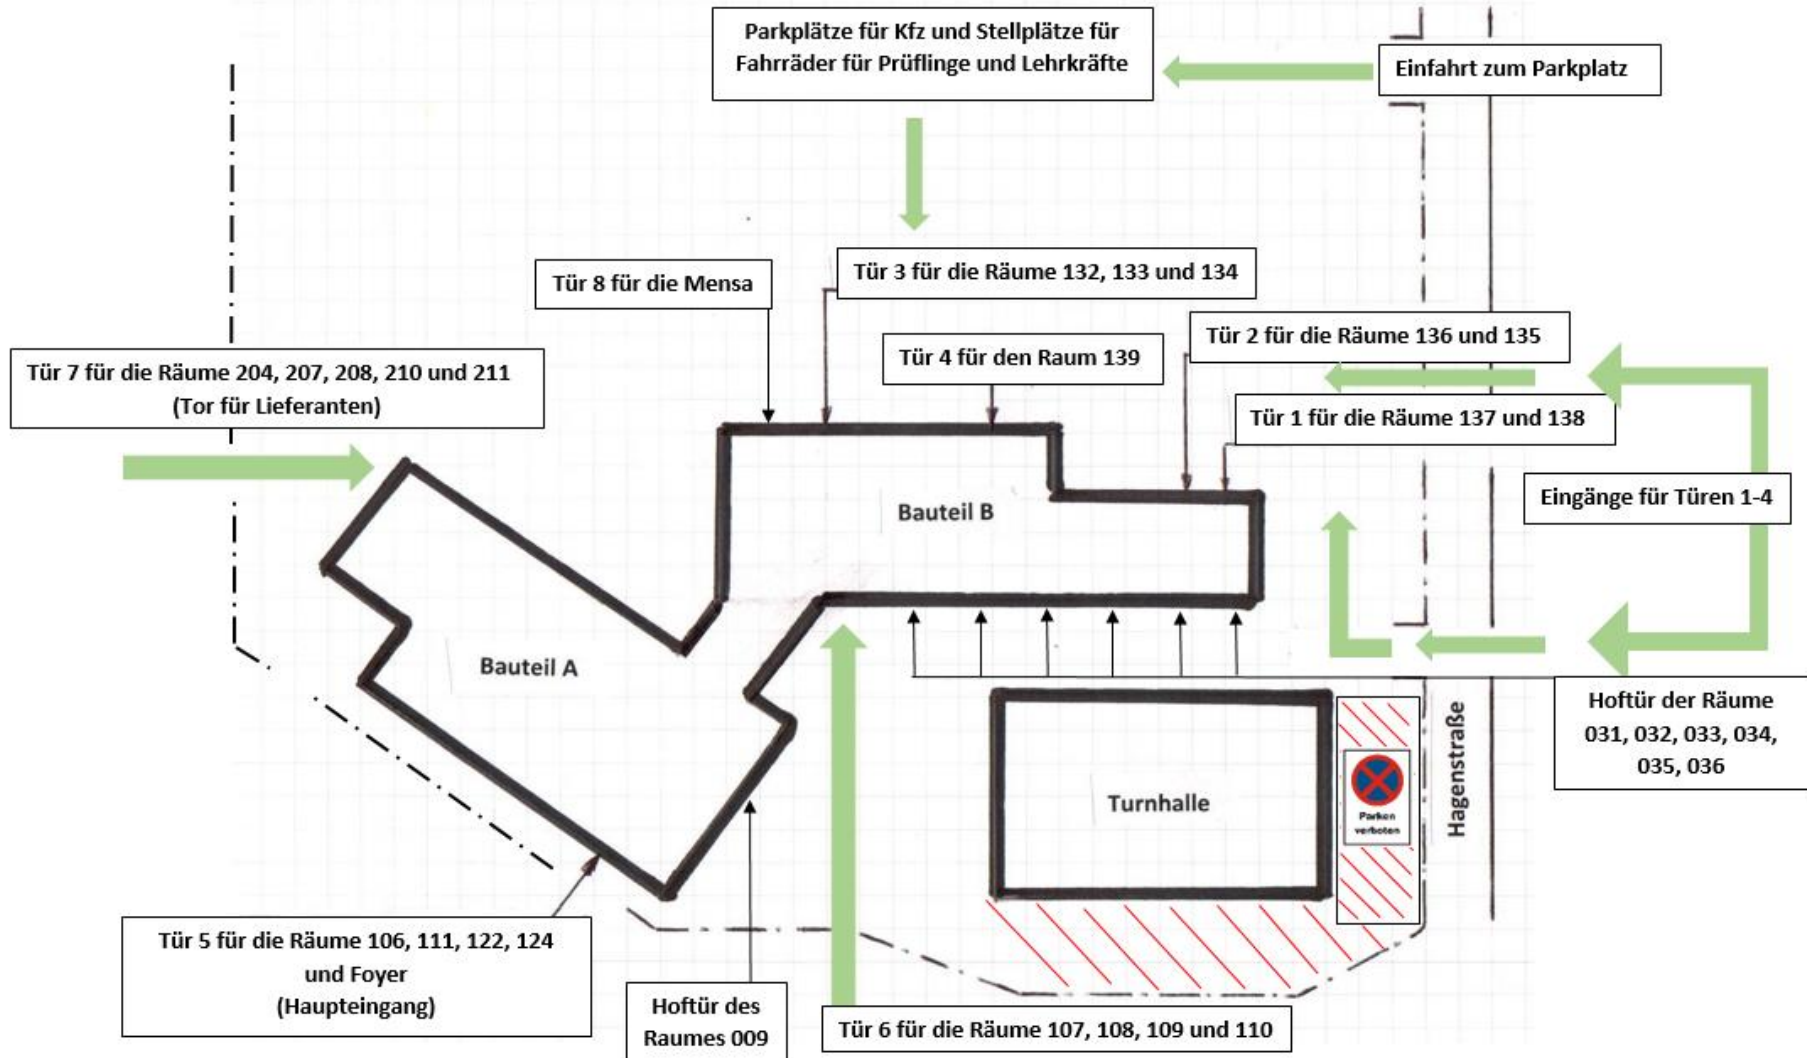 Parkplätze für Kfz und Stellplätze für
Fahrräder für Prüflinge und Lehrkräfte
Einfahrt zum Parkplatz
Tür 8 für die Mensa
Tür 3 für die Räume 132, 133 und 134
Tür 4 für den Raum 139
Tür 2 für die Räume 136 und 135
Tür 7 für die Räume 204, 207, 208, 210 und 211
(Tor für Lieferanten)
Tür 1 für die Räume 137 und 138
Eingänge für Türen 1-4
Bauteil B
Bauteil A
Hoftür der Räume
031, 032, 033, 034,
035, 036
Turnhalle
Parken
verboten
Hagenstraße
Tür 5 für die Räume 106, 111, 122, 124
und Foyer
(Haupteingang)
Hoftür des
Raumes 009
Tür 6 für die Räume 107, 108, 109 und 110